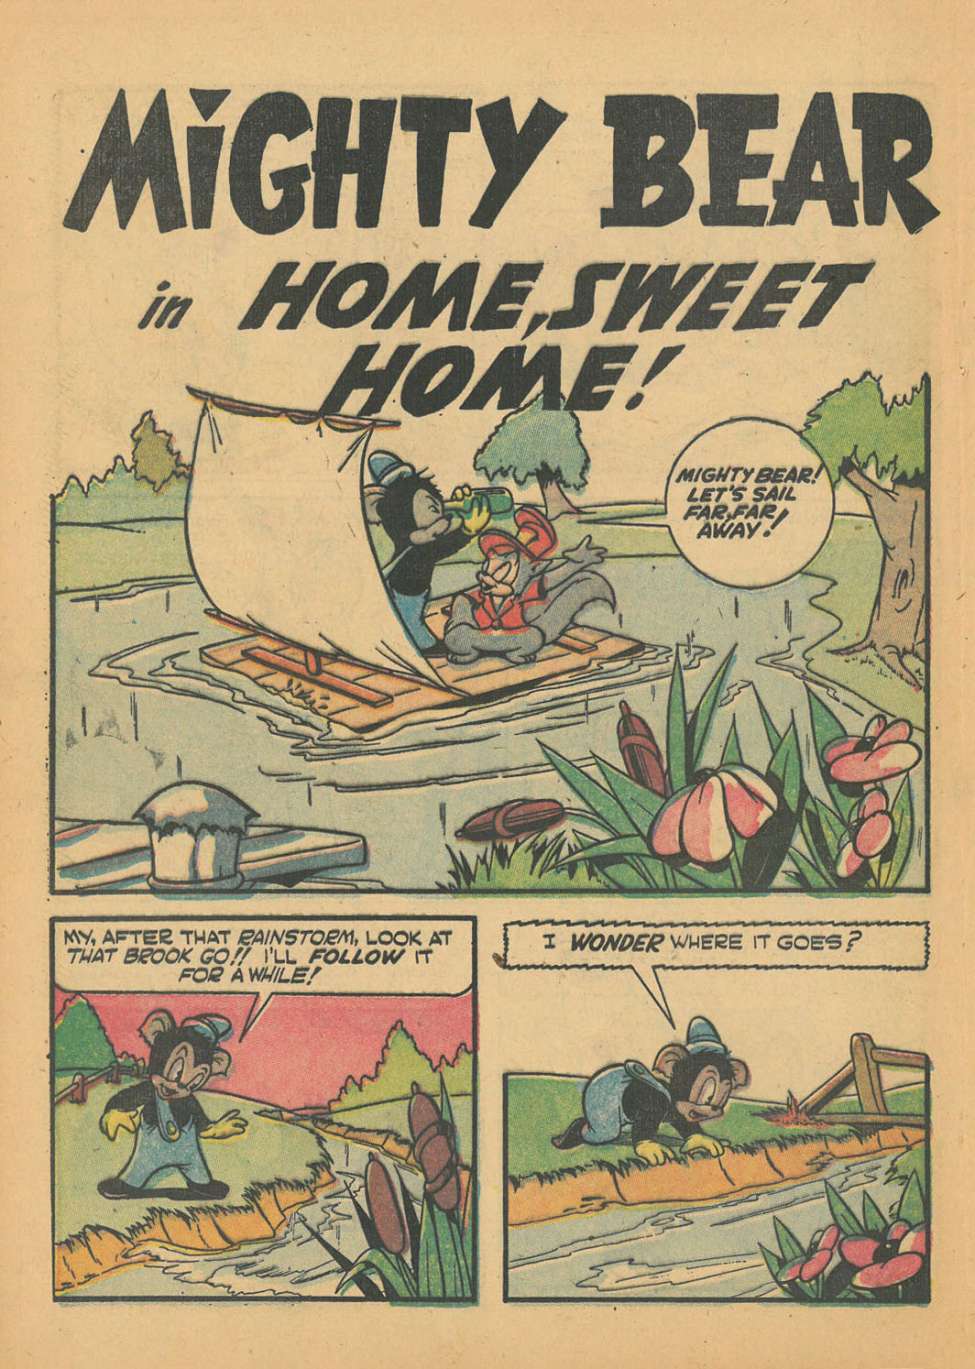 MiGHTY BEAR
in HOME, SWEET
HOME!
MIGHTY BEAR!
LET'S SAIL
FAR, FAR
AWAY!
MY, AFTER THAT RAINSTORM, LOOK AT
THAT BROOK GO!! I'LL FOLLOW IT
FOR A WHILE!
I WONDER WHERE IT GOES?